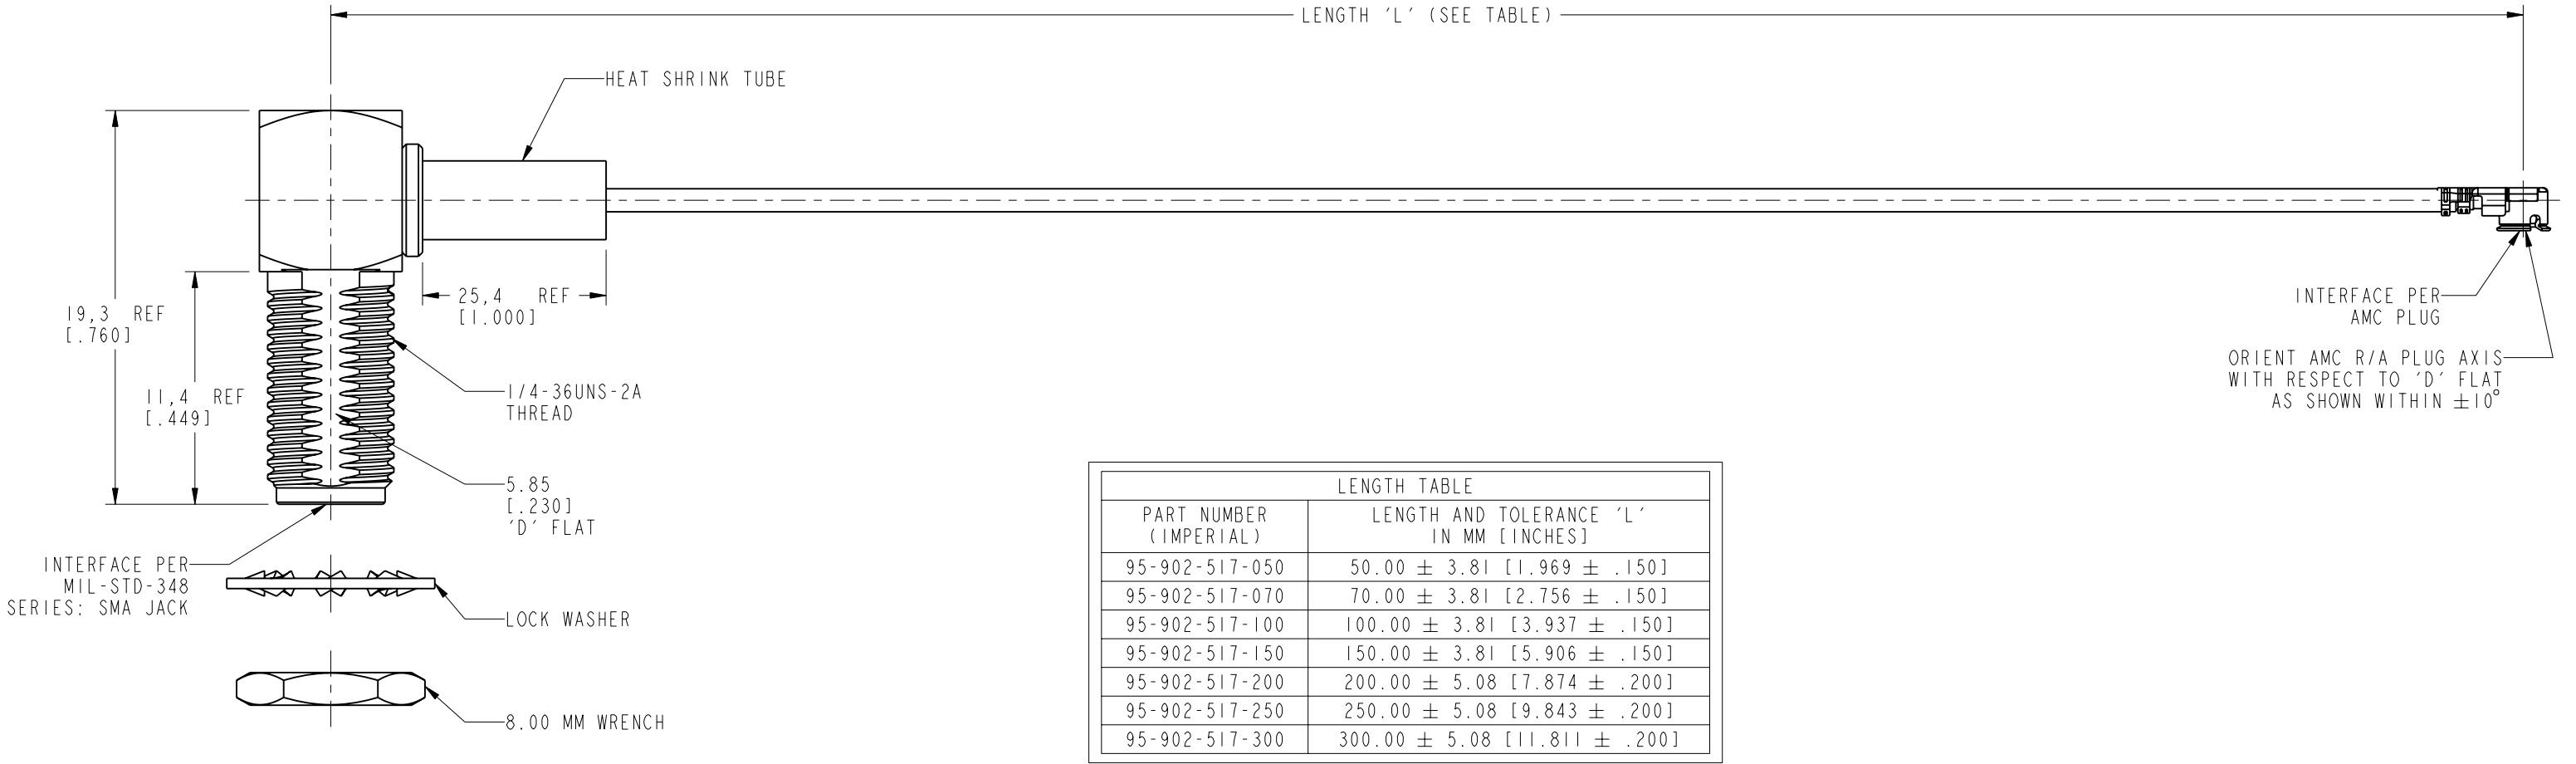 LENGTH 'L' (SEE TABLE)
HEAT SHRINK TUBE
19,3 REF
[.760]
11,4 REF
[.449]
25,4 REF
[1.000]
1/4-36UNS-2A
THREAD
5.85
[.230]
'D' FLAT
INTERFACE PER
MIL-STD-348
SERIES: SMA JACK
LOCK WASHER
8.00 MM WRENCH
INTERFACE PER
AMC PLUG
ORIENT AMC R/A PLUG AXIS
WITH RESPECT TO 'D' FLAT
AS SHOWN WITHIN ±10°
LENGTH TABLE
PART NUMBER
(IMPERIAL)
LENGTH AND TOLERANCE 'L'
IN MM [INCHES]
95-902-517-050 50.00 ± 3.81 [1.969 ± .150]
95-902-517-070 70.00 ± 3.81 [2.756 ± .150]
95-902-517-100 100.00 ± 3.81 [3.937 ± .150]
95-902-517-150 150.00 ± 3.81 [5.906 ± .150]
95-902-517-200 200.00 ± 5.08 [7.874 ± .200]
95-902-517-250 250.00 ± 5.08 [9.843 ± .200]
95-902-517-300 300.00 ± 5.08 [11.811 ± .200]